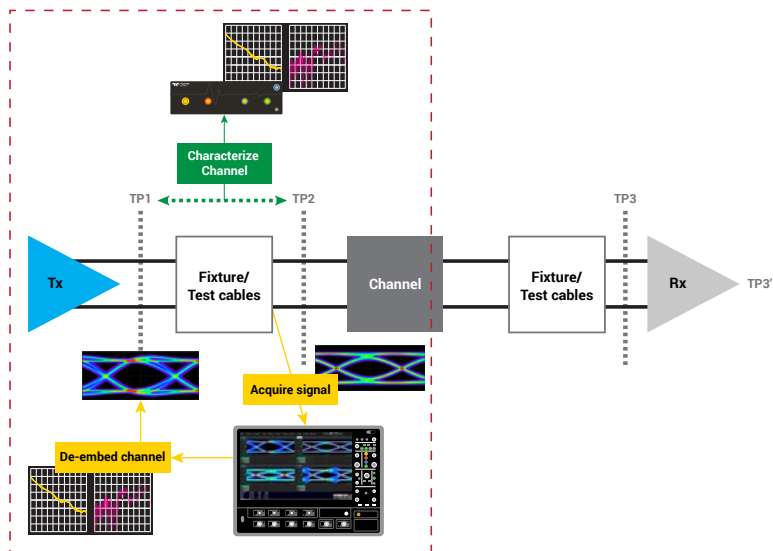 Characterize
Channel
TP1
TP2
TP3
Tx
Fixture/
Test cables
Channel
Fixture/
Test cables
Rx
TP3'
Acquire signal
De-embed channel